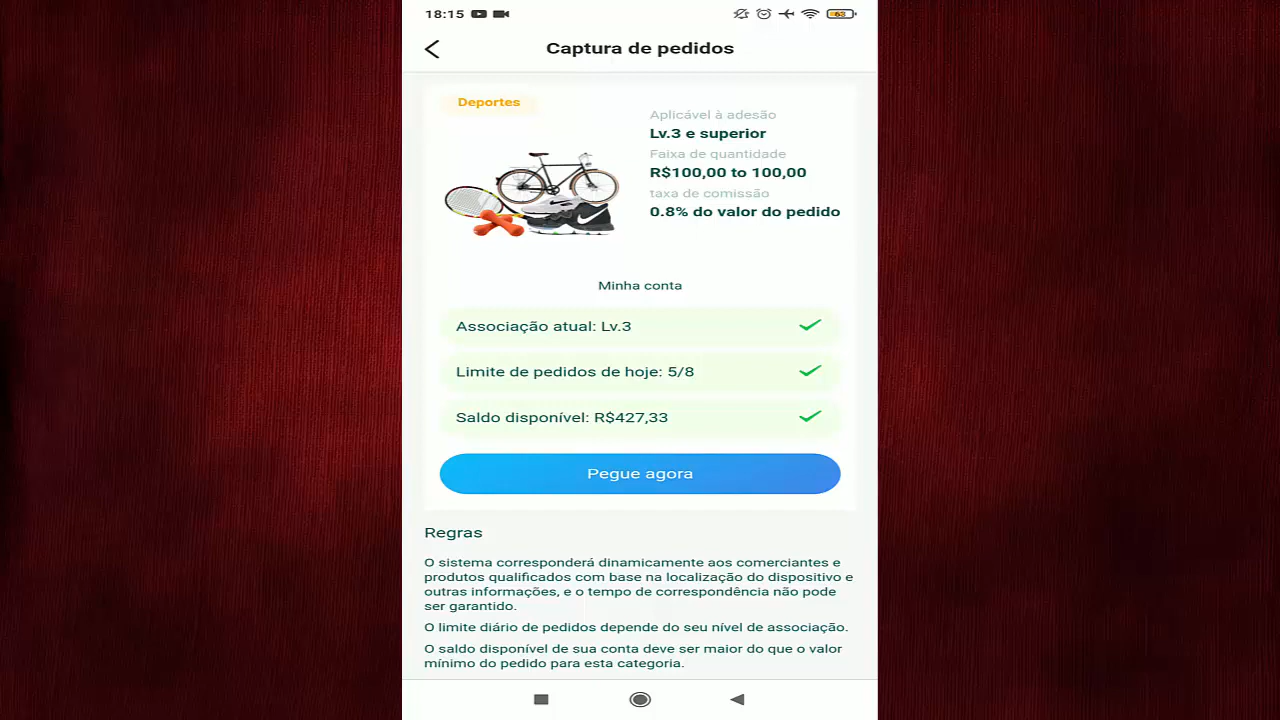 18:15
63
Captura de pedidos
Deportes
Aplicável à adesão
Lv.3 e superior
Faixa de quantidade
R$100,00 to 100,00
taxa de comissão
0.8% do valor do pedido
Minha conta
Associação atual: Lv.3
Limite de pedidos de hoje: 5/8
Saldo disponível: R$427,33
Pegue agora
Regras
O sistema corresponderá dinamicamente aos comerciantes e
produtos qualificados com base na localização do dispositivo e
outras informações, e o tempo de correspondência não pode
ser garantido.
O limite diário de pedidos depende do seu nível de associação.
O saldo disponível de sua conta deve ser maior do que o valor
mínimo do pedido para esta categoria.